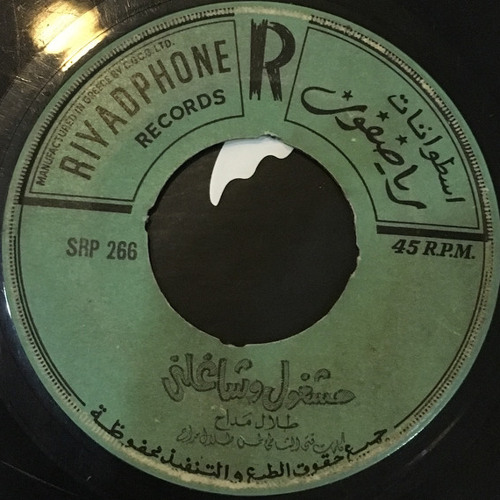 MANUFACTURED IN GREECE BY C.G.C.D. LTD.
RIYADPHONE
RECORDS
R
اسطوانات
رياضفون
SRP 266
45 R.P.M.
مشغول وشاغلني
طلال مداح
جميع حقوق الطبع والتنفيذ محفوظة